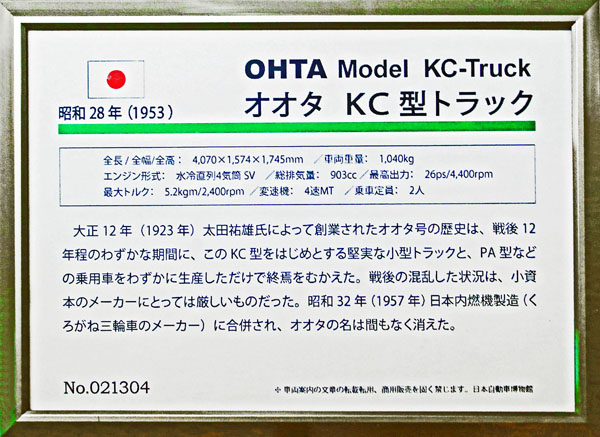 OHTA Model KC-Truck
昭和28年（1953）
オオタ KC型トラック
全長/全幅/全高： 4,070×1,574×1,745mm ／車両重量： 1,040kg
エンジン形式： 水冷直列4気筒SV ／総排気量： 903cc／最高出力： 26ps/4,400rpm
最大トルク： 5.2kgm/2,400rpm／変速機： 4速MT ／乗車定員： 2人
大正12年（1923年）太田祐雄氏によって創業されたオオタ号の歴史は、戦後12
年程のわずかな期間に、このKC型をはじめとする堅実な小型トラックと、PA型など
の乗用車をわずかに生産しただけで終焉をむかえた。戦後の混乱した状況は、小資
本のメーカーにとっては厳しいものだった。昭和32年（1957年）日本内燃機製造（く
ろがね三輪車のメーカー）に合併され、オオタの名は間もなく消えた。
No.021304
※車両案内の文章の転載転用、商用販売を固く禁じます。日本自動車博物館